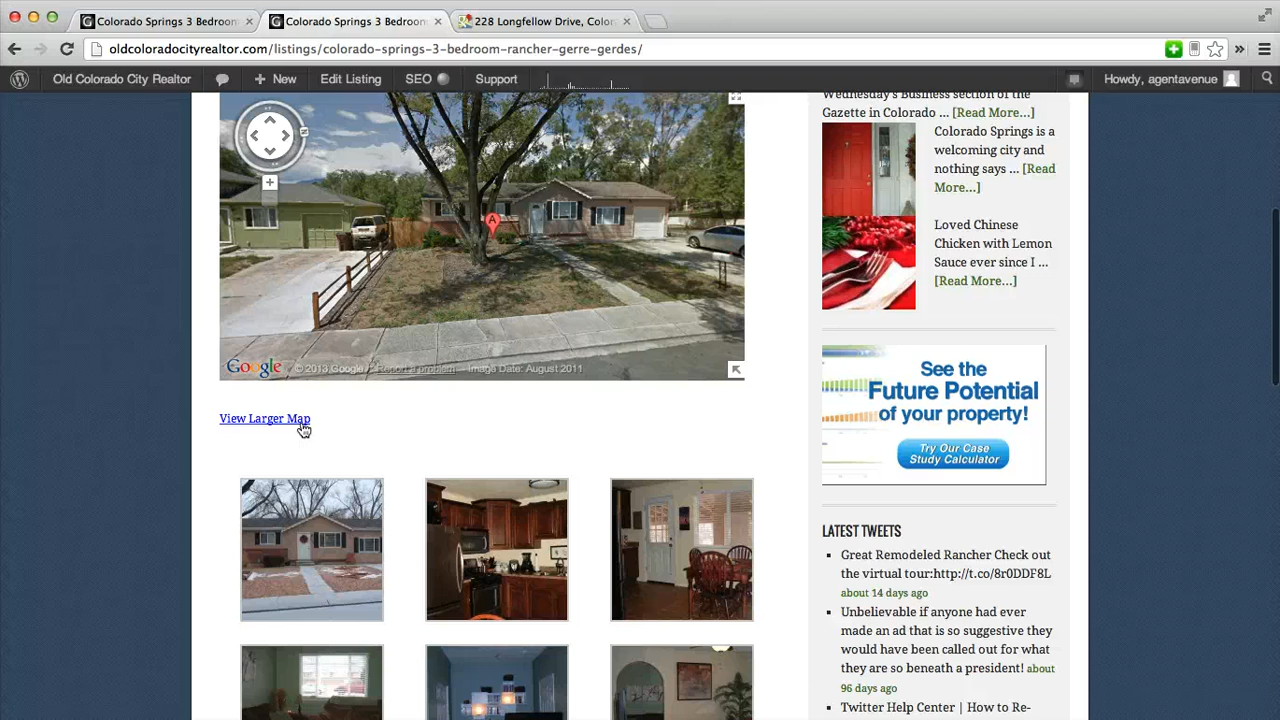 Colorado Springs 3 Bedroom
Colorado Springs 3 Bedroom
228 Longfellow Drive, Color
oldcoloradocityrealtor.com/listings/colorado-springs-3-bedroom-rancher-gerre-gerdes/
Old Colorado City Realtor
New
Edit Listing
SEO
Support
Howdy, agentavenue
A
Google
© 2013 Google
Report a problem
Image Date: August 2011
View Larger Map
Wednesday's Business section of the
Gazette in Colorado ... [Read More...]
Colorado Springs is a
welcoming city and
nothing says ... [Read
More...]
Loved Chinese
Chicken with Lemon
Sauce ever since I ...
[Read More...]
See the
Future Potential
of your property!
Try Our Case
Study Calculator
LATEST TWEETS
Great Remodeled Rancher Check out
the virtual tour:http://t.co/8r0DDF8L
about 14 days ago
Unbelievable if anyone had ever
made an ad that is so suggestive they
would have been called out for what
they are so beneath a president! about
96 days ago
Twitter Help Center | How to Re-